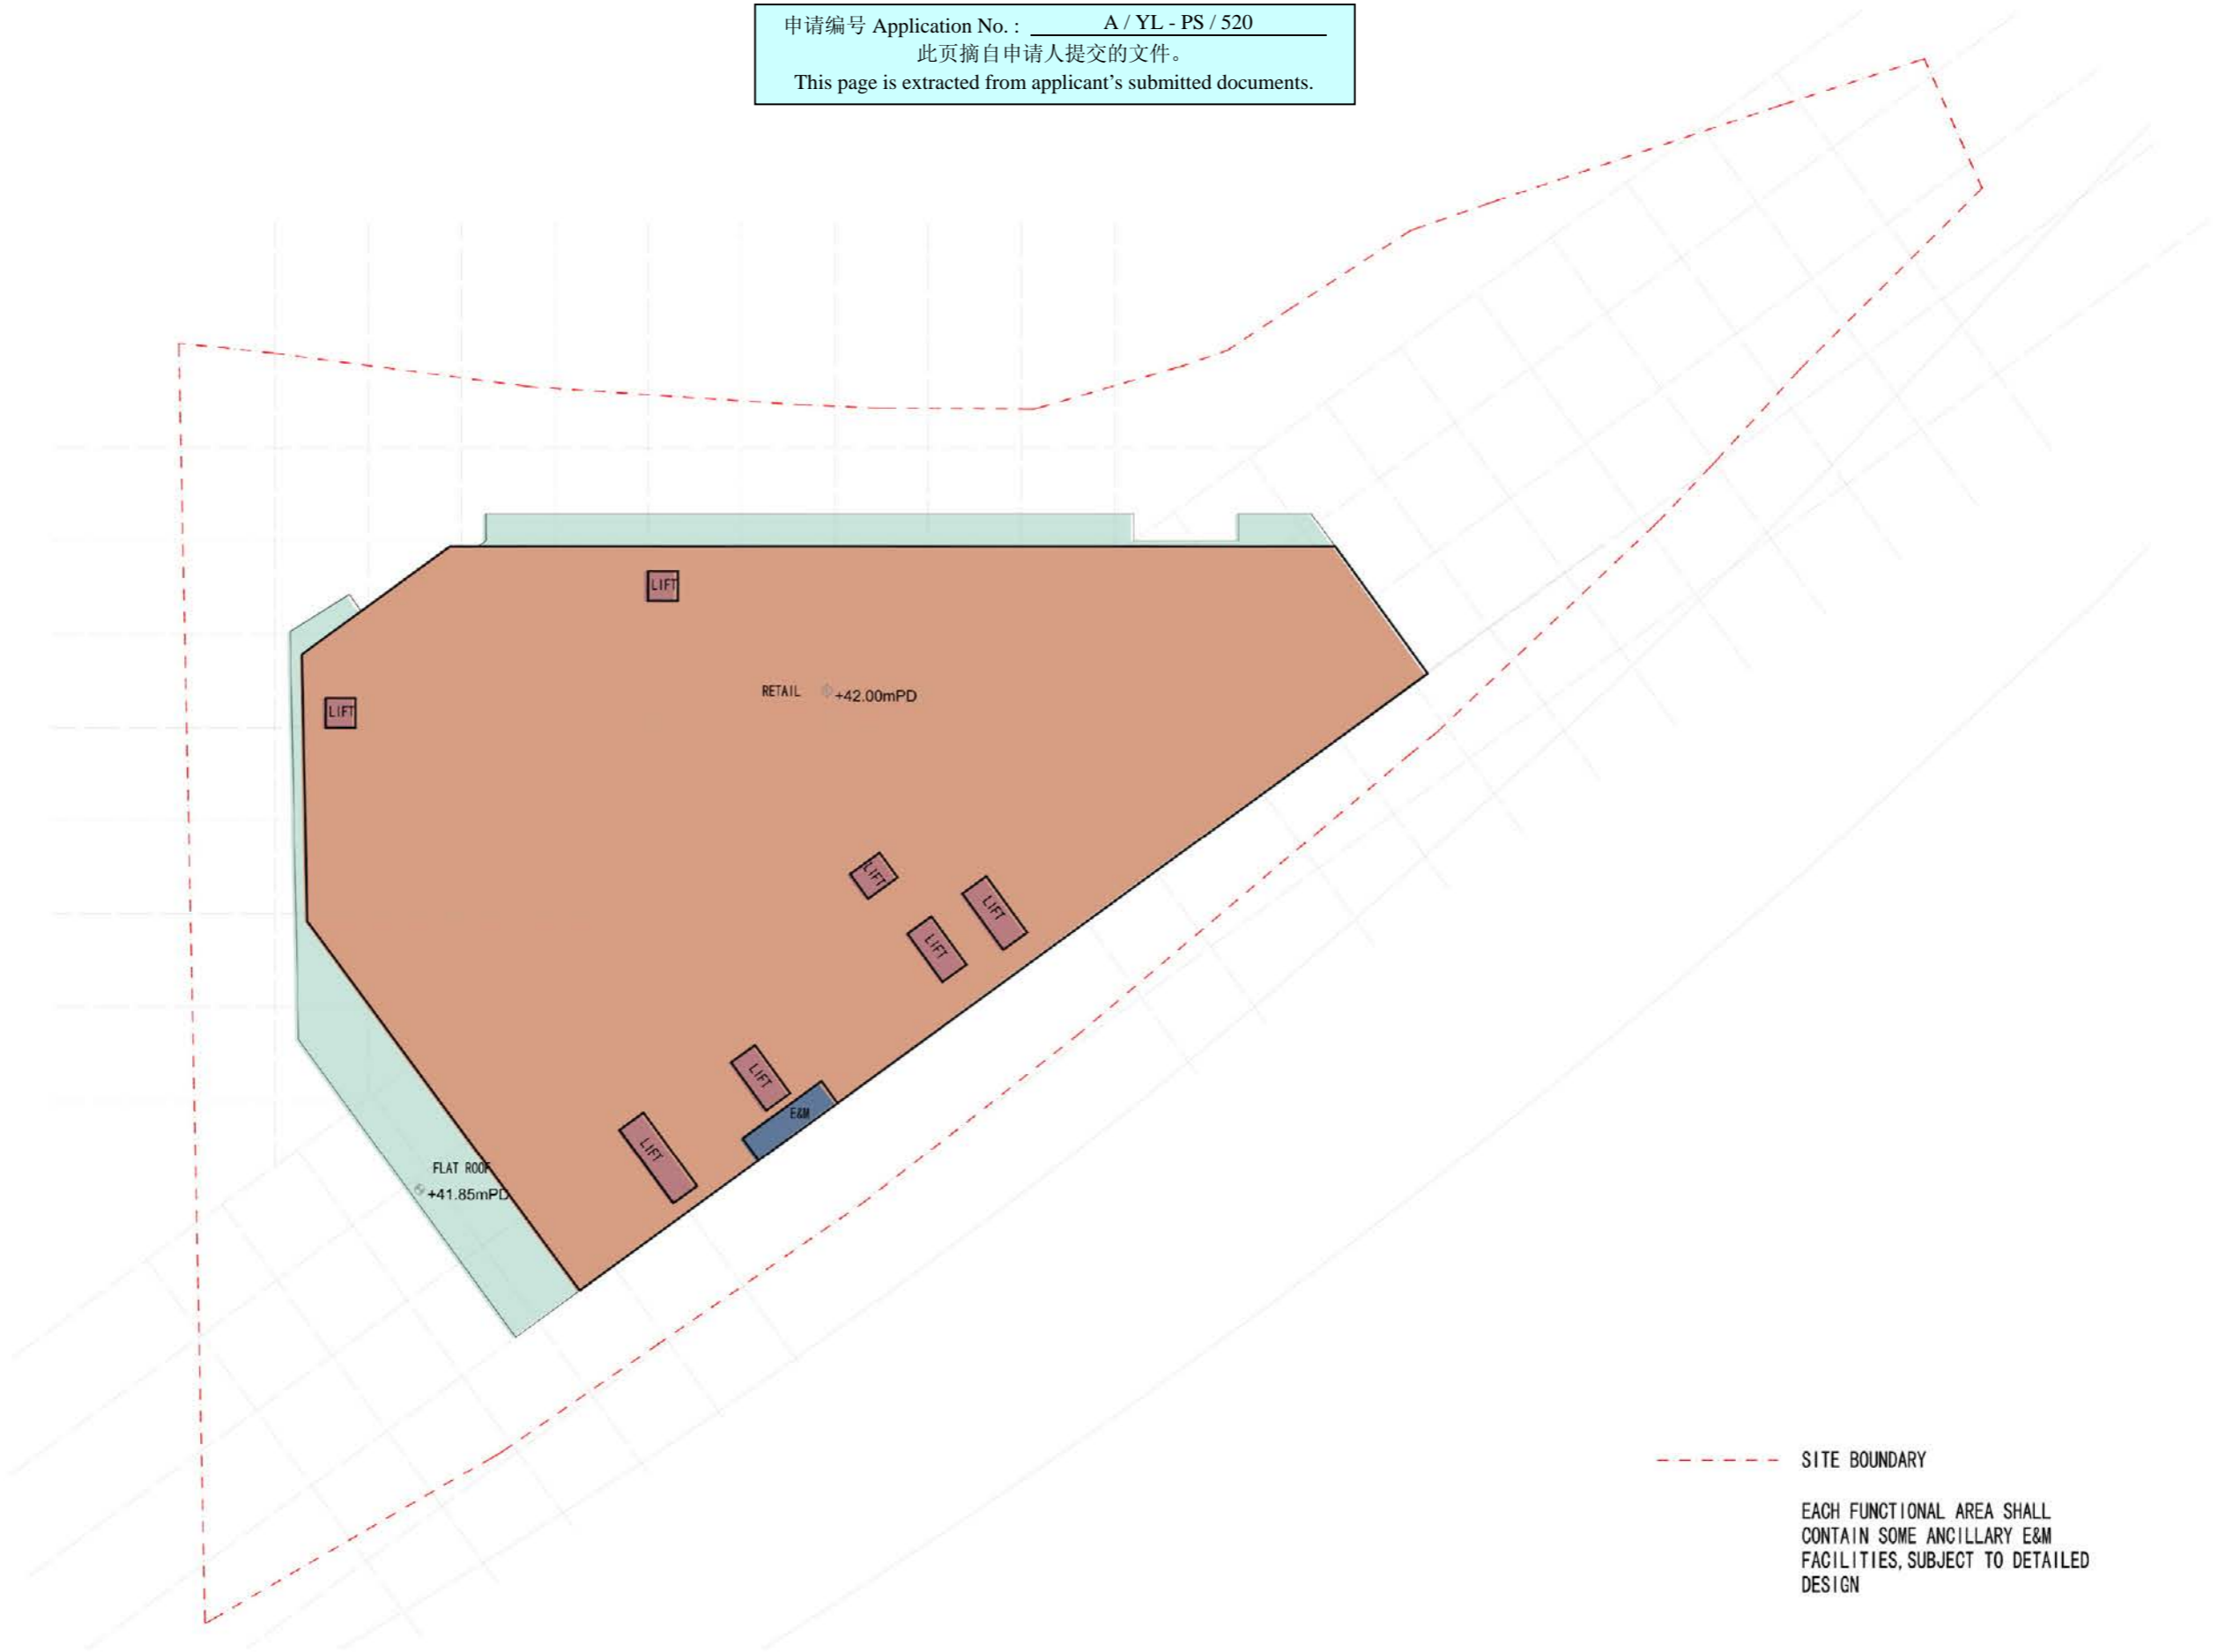 申请编号 Application No. : A / YL - PS / 520
此页摘自申请人提交的文件。
This page is extracted from applicant's submitted documents.
LIFT
RETAIL +42.00mPD
LIFT
LIFT
LIFT
LIFT
LIFT
E&M
LIFT
FLAT ROOF
+41.85mPD
SITE BOUNDARY
EACH FUNCTIONAL AREA SHALL
CONTAIN SOME ANCILLARY E&M
FACILITIES, SUBJECT TO DETAILED
DESIGN